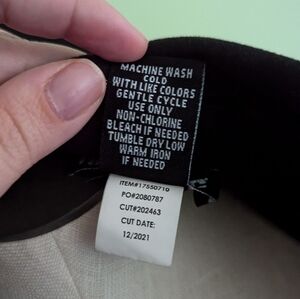 MACHINE WASH
COLD
WITH LIKE COLORS
GENTLE CYCLE
USE ONLY
NON-CHLORINE
BLEACH IF NEEDED
TUMBLE DRY LOW
WARM IRON
IF NEEDED
ITEM#17550710
PO#2080787
CUT#202463
CUT DATE:
12/2021